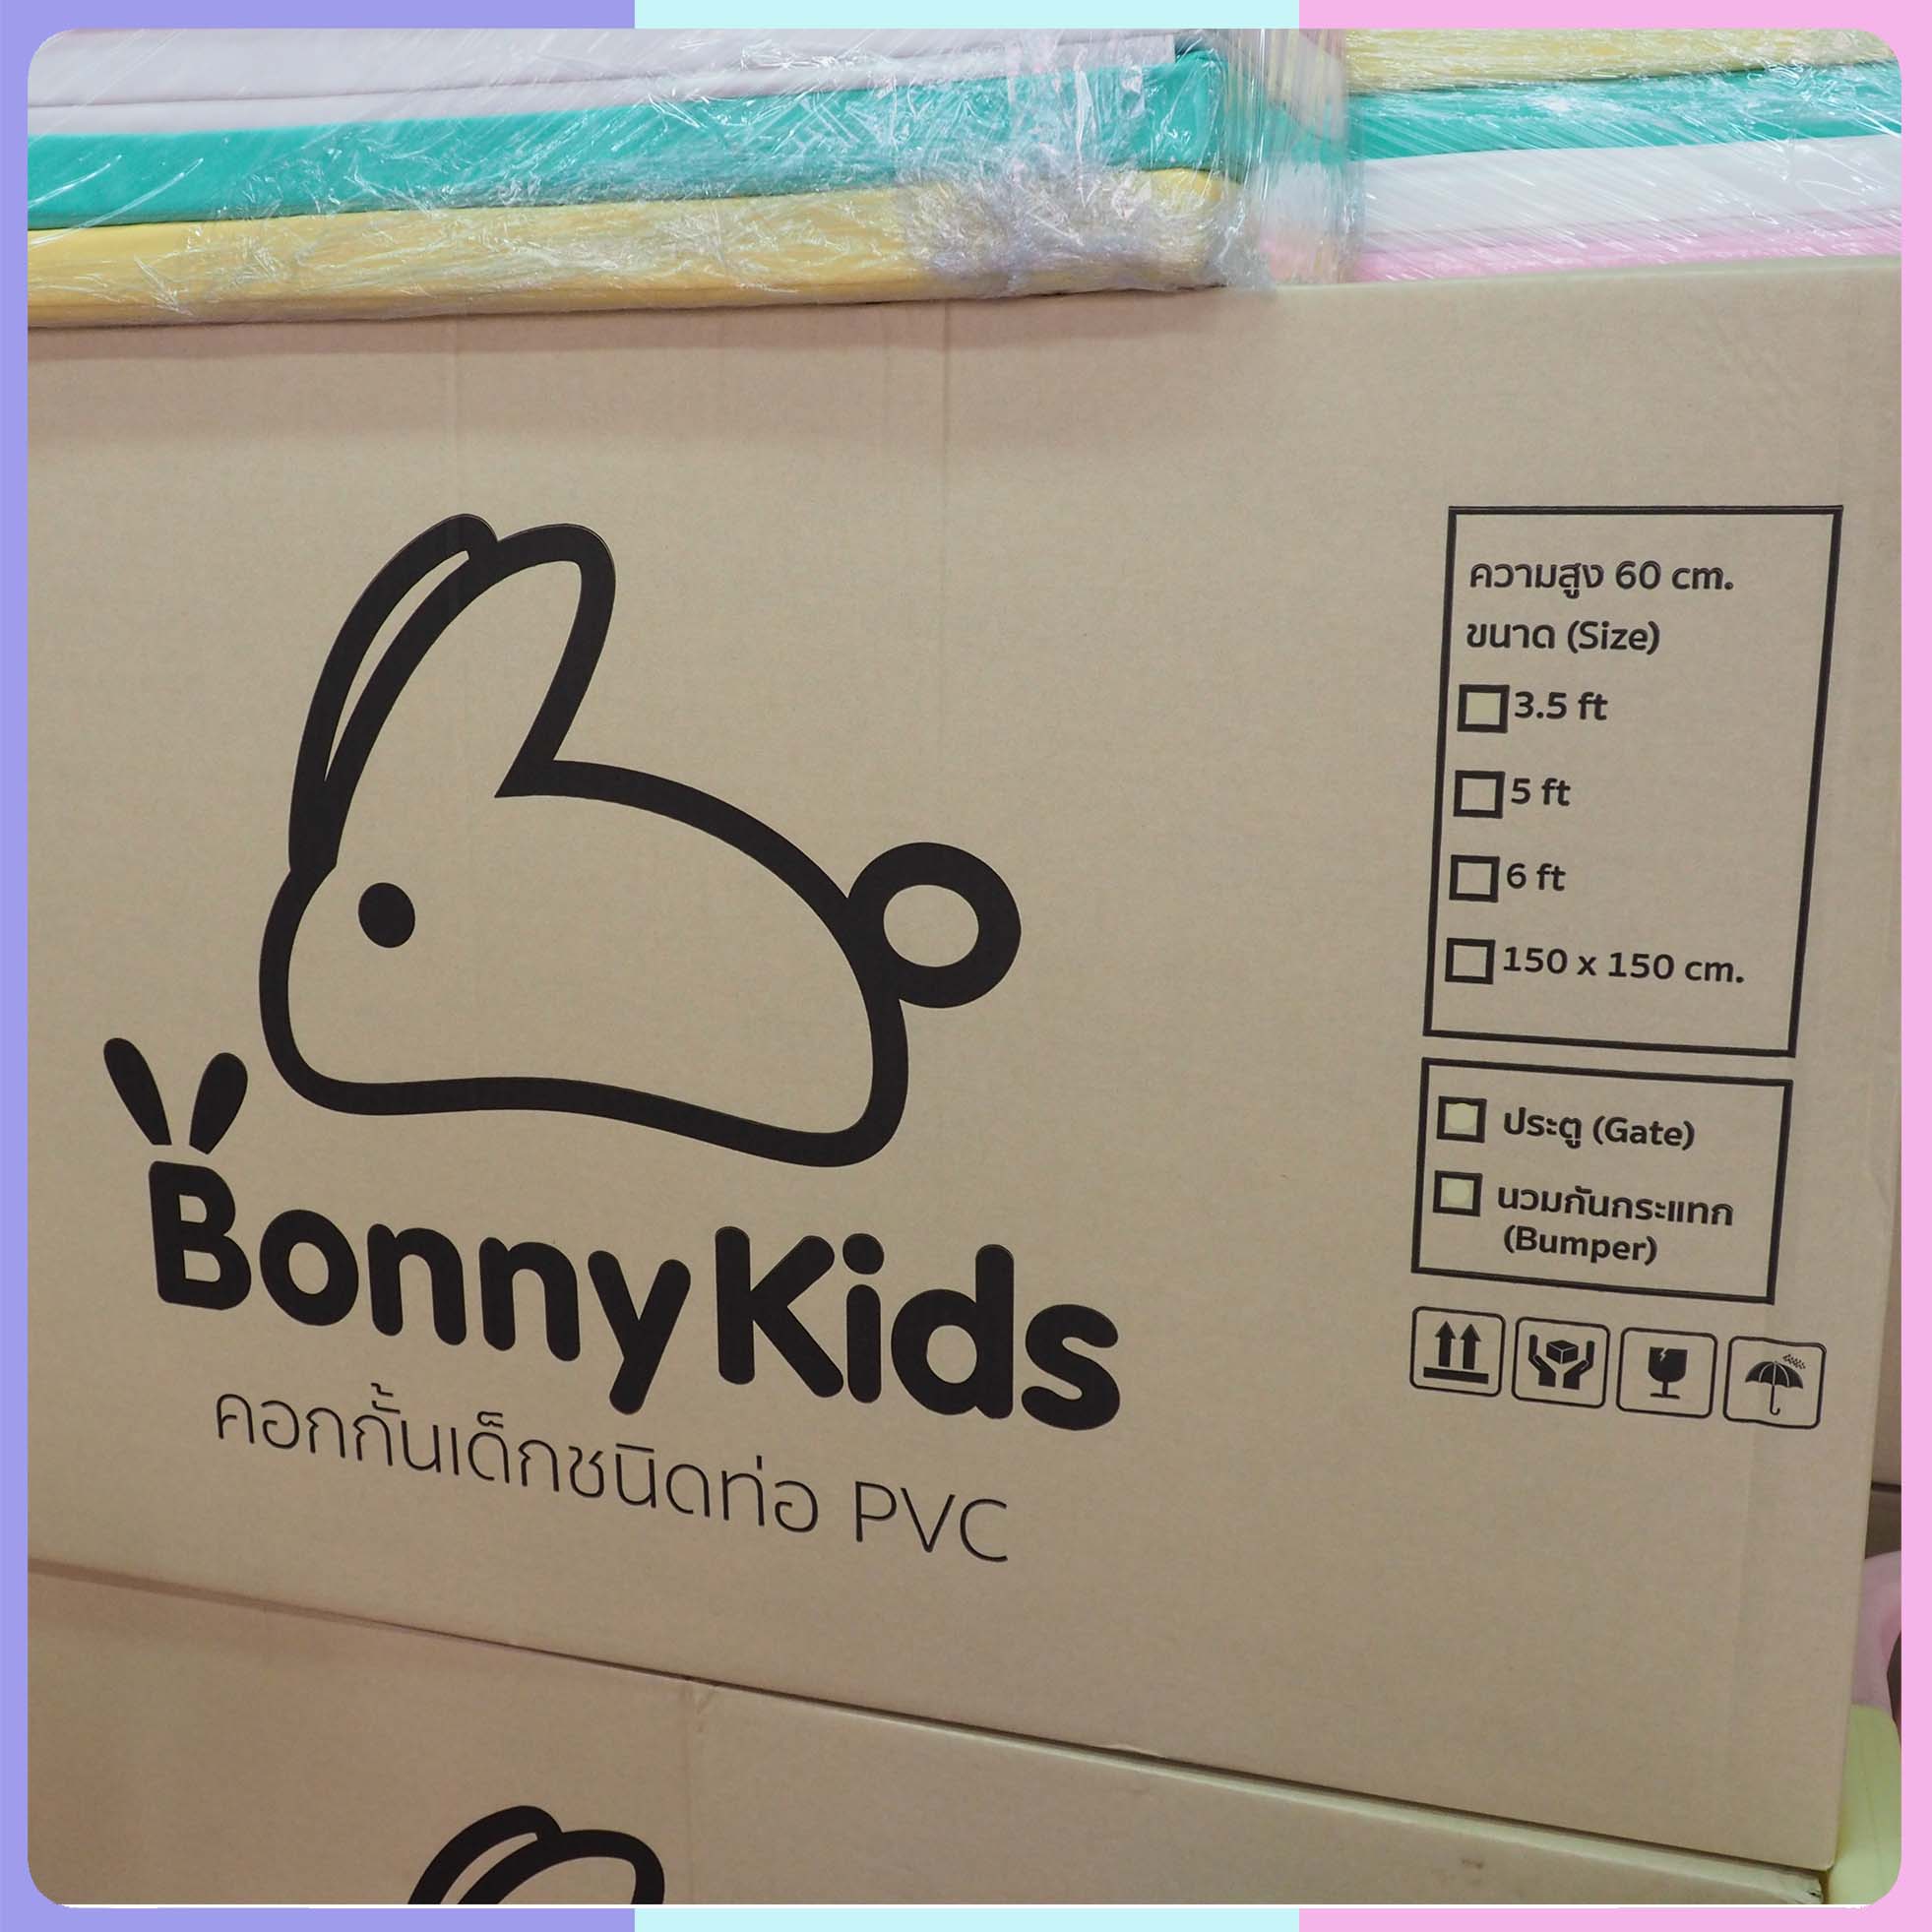 BonnyKids
คอกกั้นเด็กชนิดท่อ PVC
ความสูง 60 cm.
ขนาด (Size)
3.5 ft
5 ft
6 ft
150 x 150 cm.
ประตู (Gate)
นวมกันกระแทก
(Bumper)